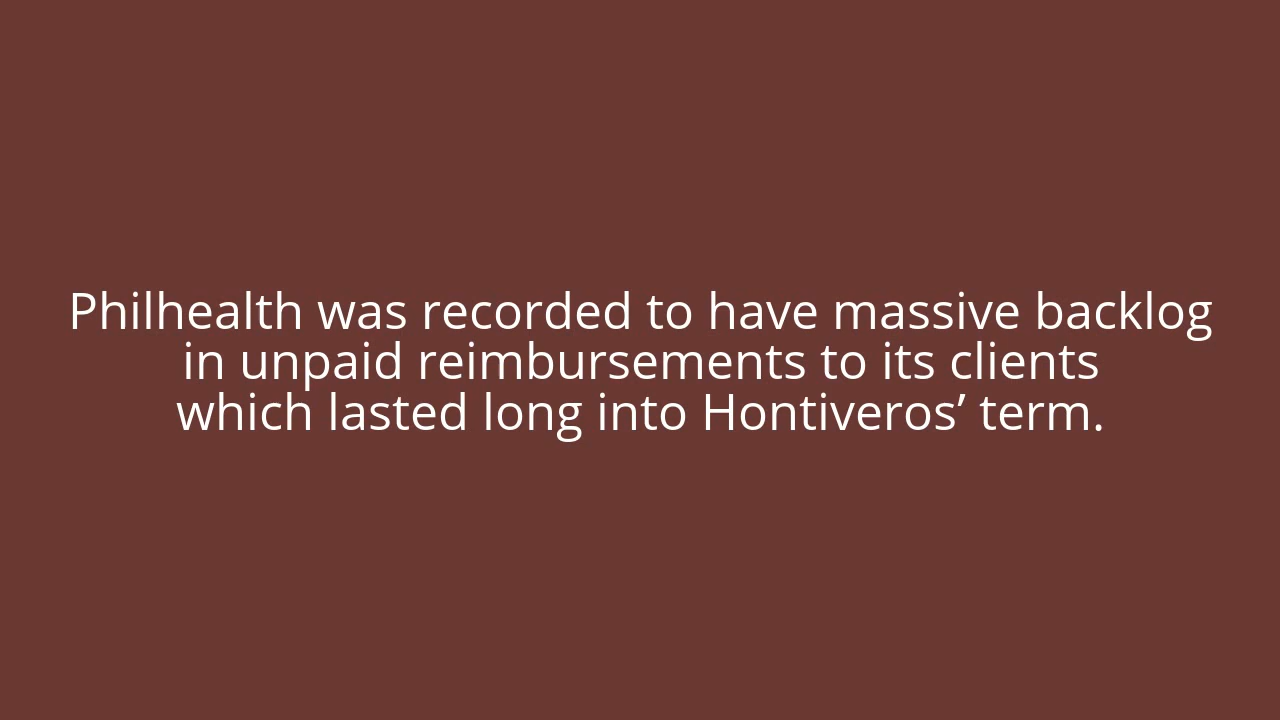 Philhealth was recorded to have massive backlog
in unpaid reimbursements to its clients
which lasted long into Hontiveros’ term.